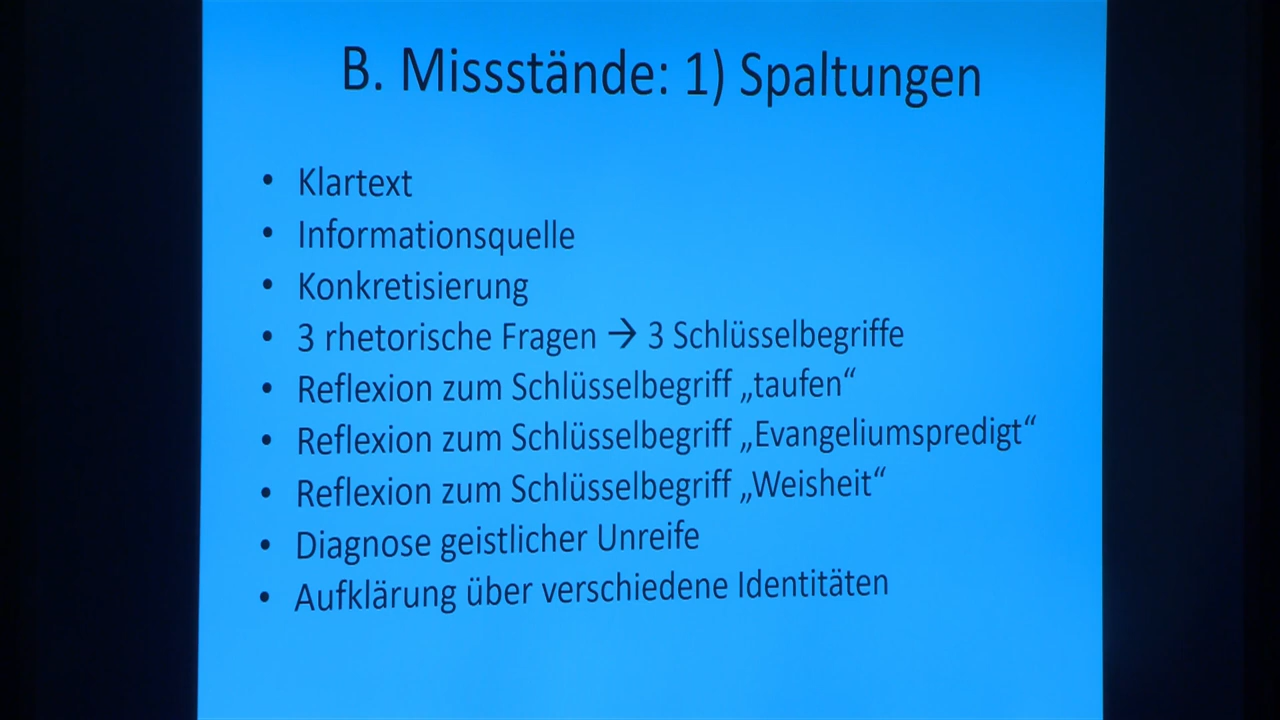 B. Missstände: 1) Spaltungen
• Klartext
• Informationsquelle
• Konkretisierung
• 3 rhetorische Fragen → 3 Schlüsselbegriffe
• Reflexion zum Schlüsselbegriff „taufen“
• Reflexion zum Schlüsselbegriff „Evangeliumspredigt“
• Reflexion zum Schlüsselbegriff „Weisheit“
• Diagnose geistlicher Unreife
• Aufklärung über verschiedene Identitäten